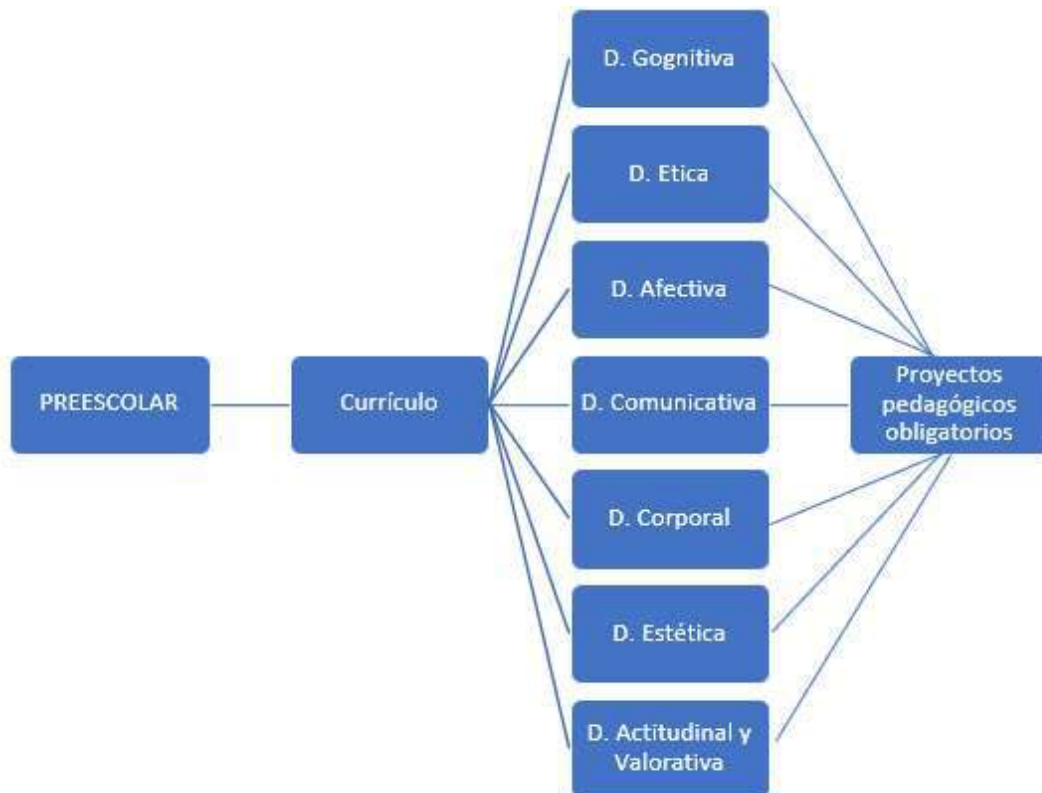 PREESCOLAR
Currículo
D. Gognitiva
D. Etica
D. Afectiva
D. Comunicativa
D. Corporal
D. Estética
D. Actitudinal y
Valorativa
Proyectos
pedagógicos
obligatorios